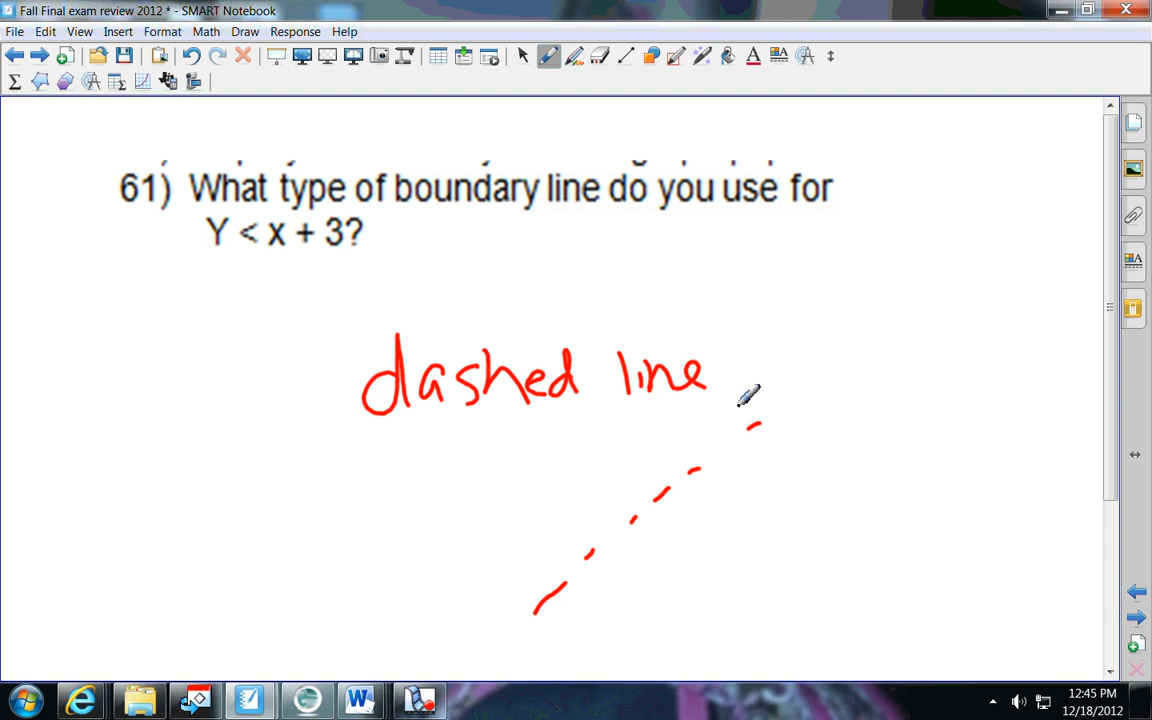 Fall Final exam review 2012 * - SMART Notebook
File Edit View Insert Format Math Draw Response Help
61) What type of boundary line do you use for
Y < x + 3?
dashed line
12:45 PM
12/18/2012